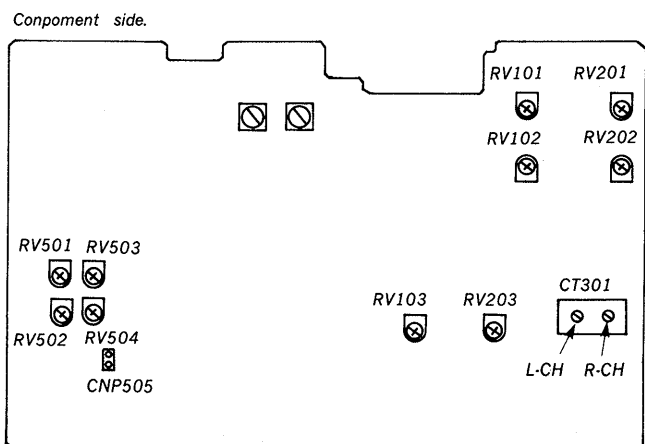 Conpoment side.
RV101 RV201
RV102 RV202
RV501 RV503
RV502 RV504
CNP505
RV103 RV203
CT301
L-CH R-CH